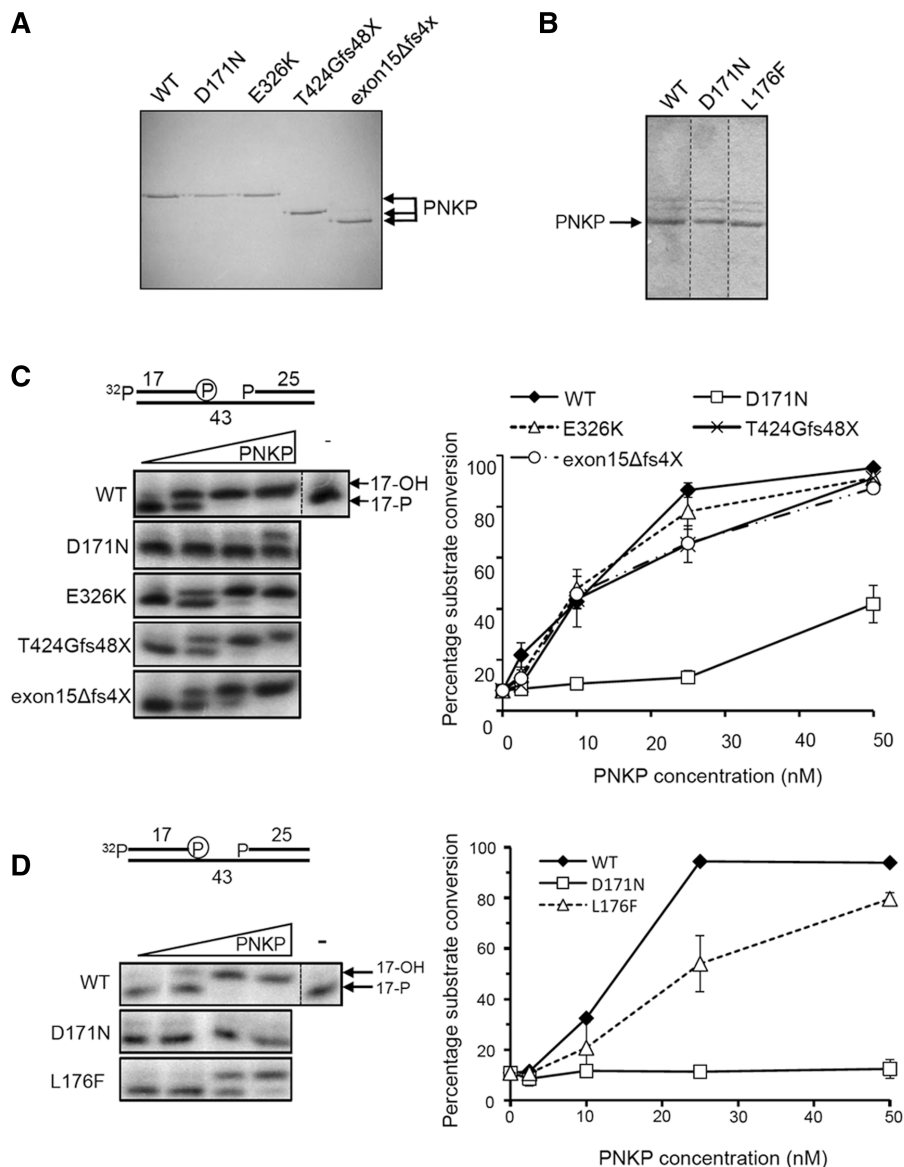 A
WT
D171N
E326K
T424Gfs48X
exon15Δfs4x
PNKP
B
WT
D171N
L176F
PNKP
C
32P 17 P P 25
43
PNKP -
WT
17-OH
17-P
D171N
E326K
T424Gfs48X
exon15Δfs4X
WT D171N
E326K T424Gfs48X
exon15Δfs4X
Percentage substrate conversion
100
80
60
40
20
0
0 10 20 30 40 50
PNKP concentration (nM)
D
32P 17 P P 25
43
PNKP -
WT
17-OH
17-P
D171N
L176F
WT
D171N
L176F
Percentage substrate conversion
100
80
60
40
20
0
0 10 20 30 40 50
PNKP concentration (nM)